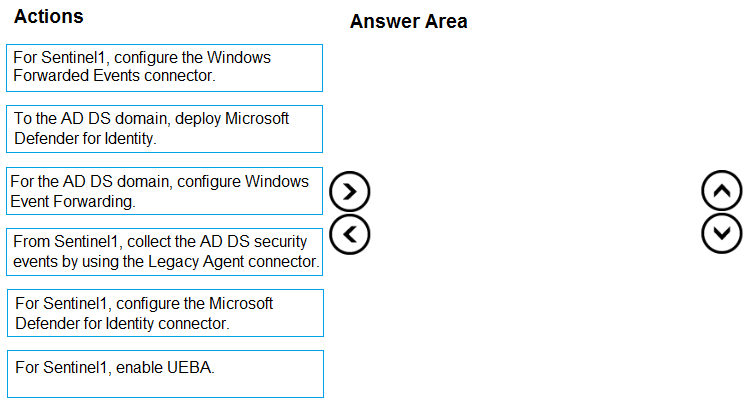 Actions
Answer Area
For Sentinel1, configure the Windows
Forwarded Events connector.
To the AD DS domain, deploy Microsoft
Defender for Identity.
For the AD DS domain, configure Windows
Event Forwarding.
From Sentinel1, collect the AD DS security
events by using the Legacy Agent connector.
For Sentinel1, configure the Microsoft
Defender for Identity connector.
For Sentinel1, enable UEBA.